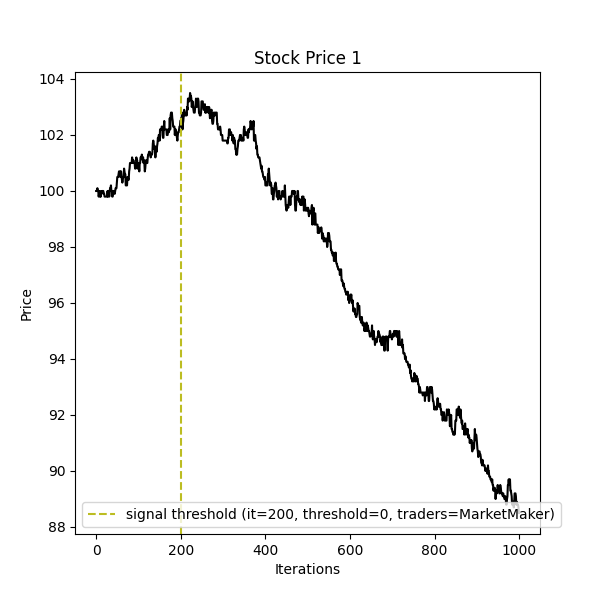 Stock Price 1
104
102
100
98
96
94
92
90
88
Price
signal threshold (it=200, threshold=0, traders=MarketMaker)
0 200 400 600 800 1000
Iterations